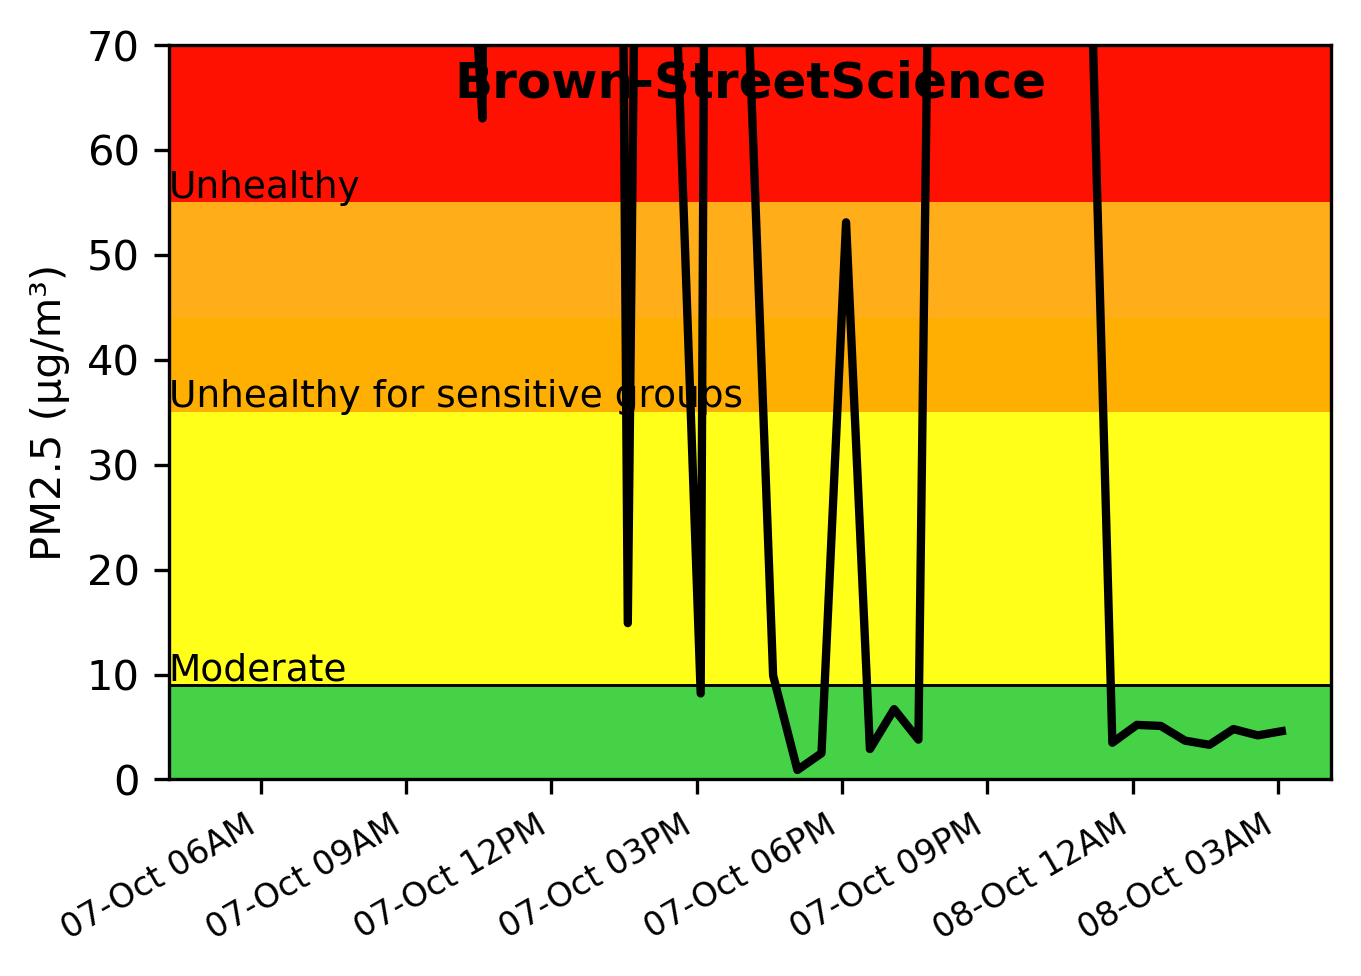 Brown-StreetScience
70
60
50
40
30
20
10
0
PM2.5 (µg/m³)
Unhealthy
Unhealthy for sensitive groups
Moderate
07-Oct 06AM
07-Oct 09AM
07-Oct 12PM
07-Oct 03PM
07-Oct 06PM
07-Oct 09PM
08-Oct 12AM
08-Oct 03AM